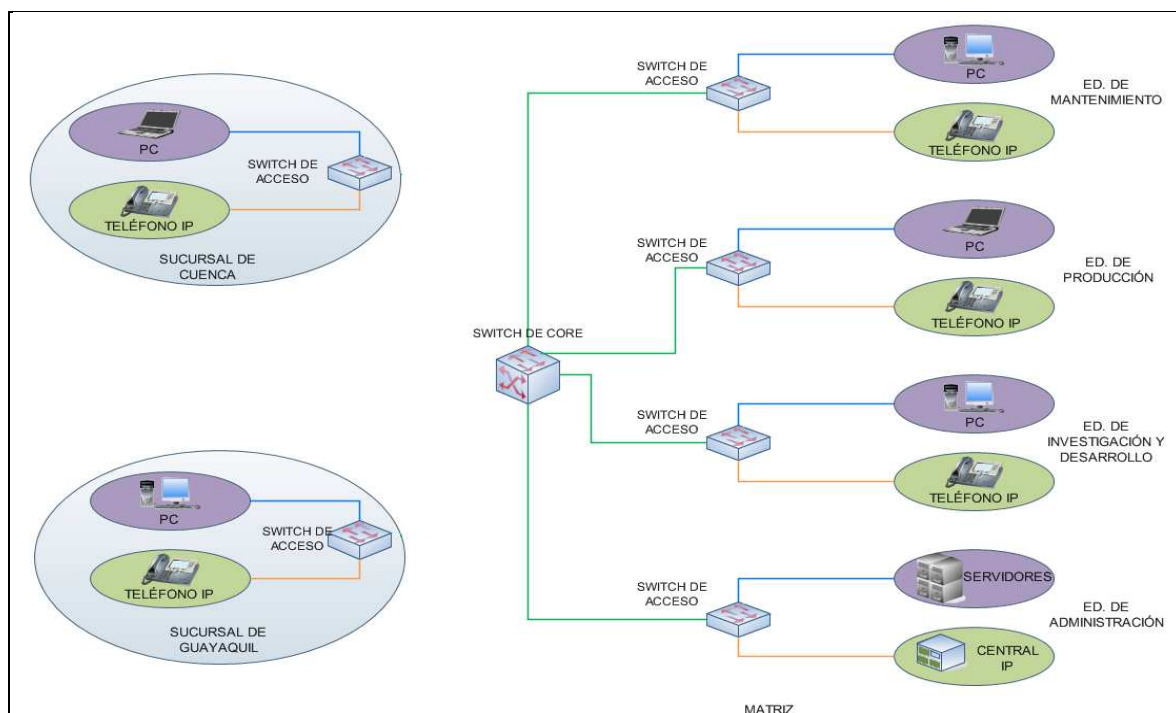 PC
SWITCH DE
ACCESO
TELÉFONO IP
SUCURSAL DE
CUENCA
PC
SWITCH DE
ACCESO
TELÉFONO IP
SUCURSAL DE
GUAYAQUIL
SWITCH DE CORE
SWITCH DE
ACCESO
PC
TELÉFONO IP
ED. DE
MANTENIMIENTO
SWITCH DE
ACCESO
PC
TELÉFONO IP
ED. DE
PRODUCCIÓN
SWITCH DE
ACCESO
PC
TELÉFONO IP
ED. DE
INVESTIGACIÓN Y
DESARROLLO
SWITCH DE
ACCESO
SERVIDORES
CENTRAL
IP
ED. DE
ADMINISTRACIÓN
MATRIZ